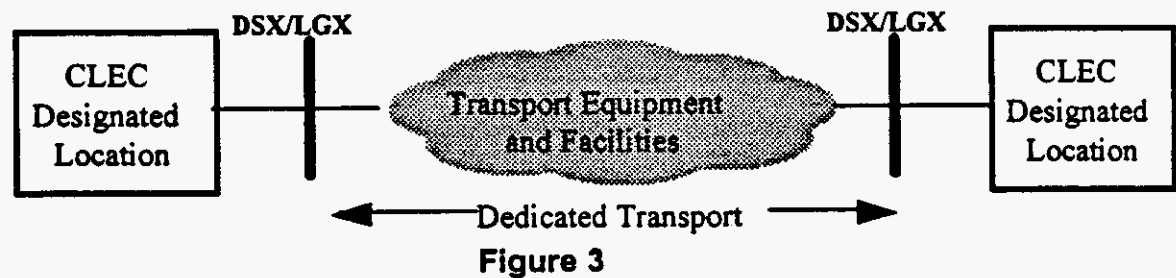 DSX/LGX
DSX/LGX
CLEC
Designated
Location
Transport Equipment
and Facilities
CLEC
Designated
Location
Dedicated Transport
Figure 3